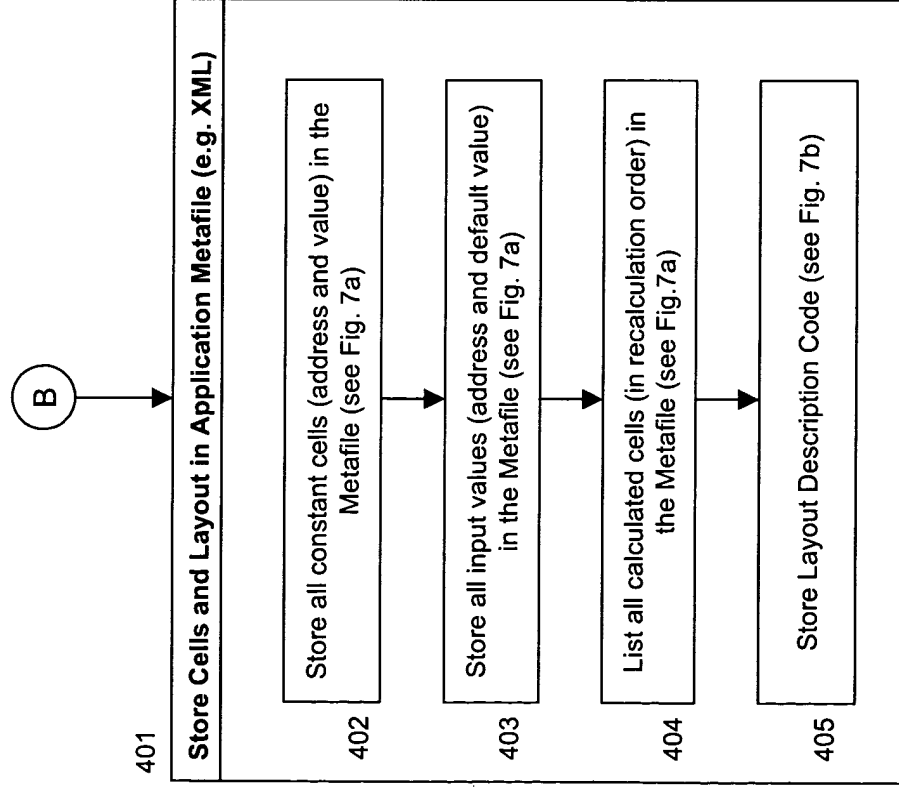 B
401
Store Cells and Layout in Application Metafile (e.g. XML)
402
Store all constant cells (address and value) in the
Metafile (see Fig. 7a)
403
Store all input values (address and default value)
in the Metafile (see Fig. 7a)
404
List all calculated cells (in recalculation order) in
the Metafile (see Fig.7a)
405
Store Layout Description Code (see Fig. 7b)